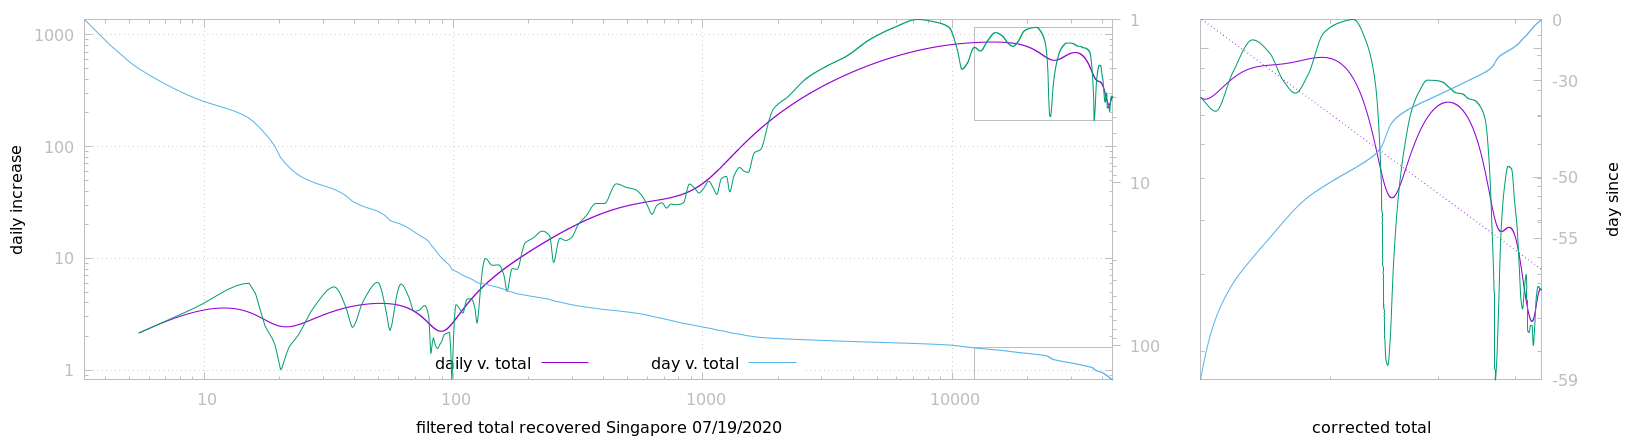 1000
100
10
1
daily increase
10
100
1000
10000
1
10
100
daily v. total
day v. total
filtered total recovered Singapore 07/19/2020
0
-30
-50
-55
-59
day since
corrected total